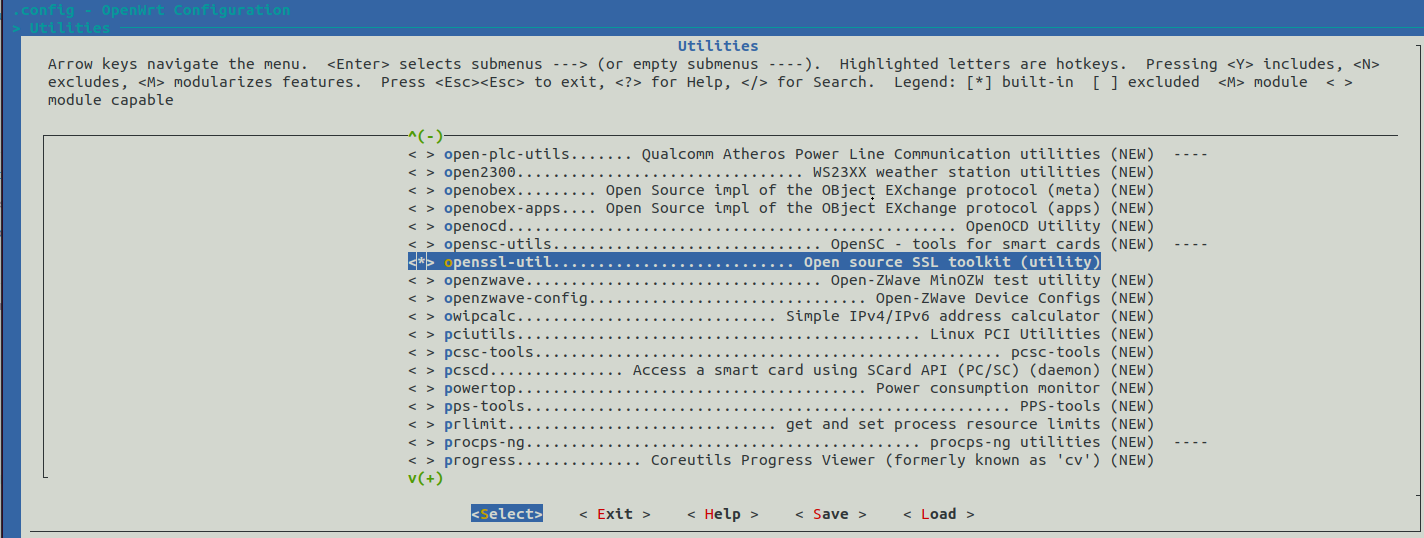 .config - OpenWrt Configuration
> Utilities
Utilities
Arrow keys navigate the menu.  <Enter> selects submenus ---> (or empty submenus ----).  Highlighted letters are hotkeys.  Pressing <Y> includes, <N>
excludes, <M> modularizes features.  Press <Esc><Esc> to exit, <?> for Help, </> for Search.  Legend: [*] built-in  [ ] excluded  <M> module  < >
module capable
^(-)
< > open-plc-utils....... Qualcomm Atheros Power Line Communication utilities (NEW)  ----
< > open2300................................ WS23XX weather station utilities (NEW)
< > openobex......... Open Source impl of the OBject EXchange protocol (meta) (NEW)
< > openobex-apps.... Open Source impl of the OBject EXchange protocol (apps) (NEW)
< > openocd.................................................. OpenOCD Utility (NEW)
< > opensc-utils.............................. OpenSC - tools for smart cards (NEW)  ----
<*> openssl-util........................... Open source SSL toolkit (utility)
< > openzwave................................. Open-ZWave MinOZW test utility (NEW)
< > openzwave-config............................... Open-ZWave Device Configs (NEW)
< > owipcalc............................. Simple IPv4/IPv6 address calculator (NEW)
< > pciutils............................................. Linux PCI Utilities (NEW)
< > pcsc-tools.................................................... pcsc-tools (NEW)
< > pcscd............... Access a smart card using SCard API (PC/SC) (daemon) (NEW)
< > powertop....................................... Power consumption monitor (NEW)
< > pps-tools...................................................... PPS-tools (NEW)
< > prlimit.............................. get and set process resource limits (NEW)
< > procps-ng............................................ procps-ng utilities (NEW)  ----
< > progress.............. Coreutils Progress Viewer (formerly known as 'cv') (NEW)
v(+)
<Select>    < Exit >    < Help >    < Save >    < Load >